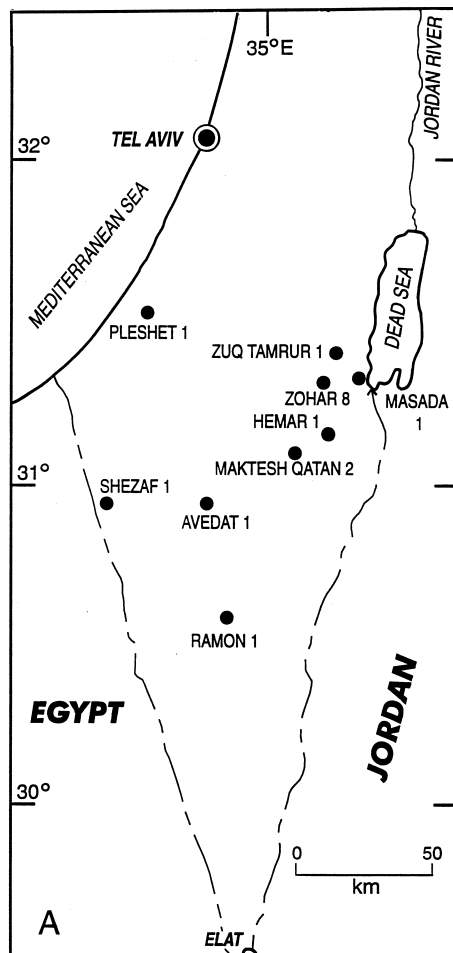 35°E
JORDAN RIVER
TEL AVIV
32°
MEDITERRANEAN SEA
DEAD SEA
PLESHET 1
ZUQ TAMRUR 1
ZOHAR 8
MASADA
1
HEMAR 1
MAKTESH QATAN 2
31°
SHEZAF 1
AVEDAT 1
RAMON 1
EGYPT
JORDAN
30°
0
50
km
A
ELAT